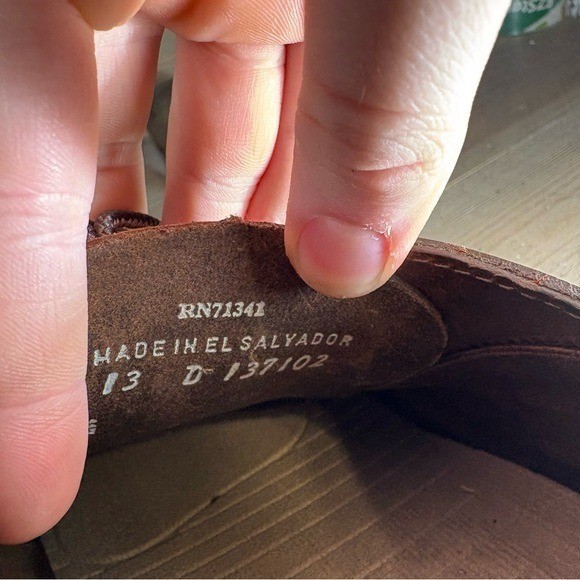 RN71341
MADE IN EL SALVADOR
13 D 137102
G